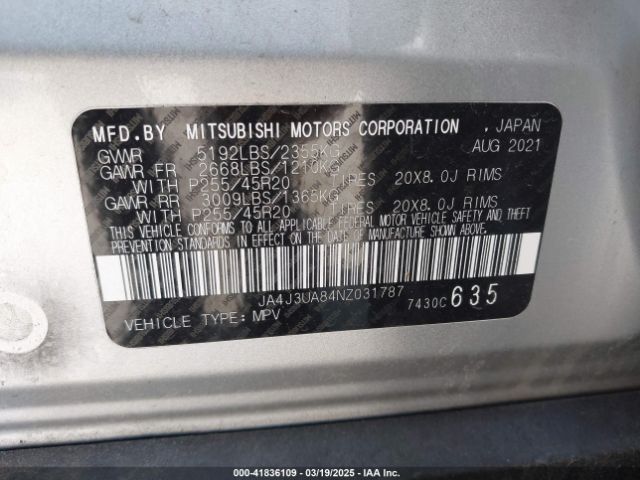 MFD.BY MITSUBISHI MOTORS CORPORATION , JAPAN
GVWR 5192LBS/2355KG AUG 2021
GAWR FR 2668LBS/1210KG
WITH P255/45R20 TIRES 20X8.0J RIMS
GAWR RR 3009LBS/1365KG
WITH P255/45R20 TIRES 20X8.0J RIMS
THIS VEHICLE CONFORMS TO ALL APPLICABLE FEDERAL MOTOR VEHICLE SAFETY AND THEFT
PREVENTION STANDARDS IN EFFECT ON THE DATE OF MANUFACTURE SHOWN ABOVE.
JA4J3UA84NZ031787
VEHICLE TYPE: MPV 7430C 635
000-41836109 — 03/19/2025 — IAA Inc.